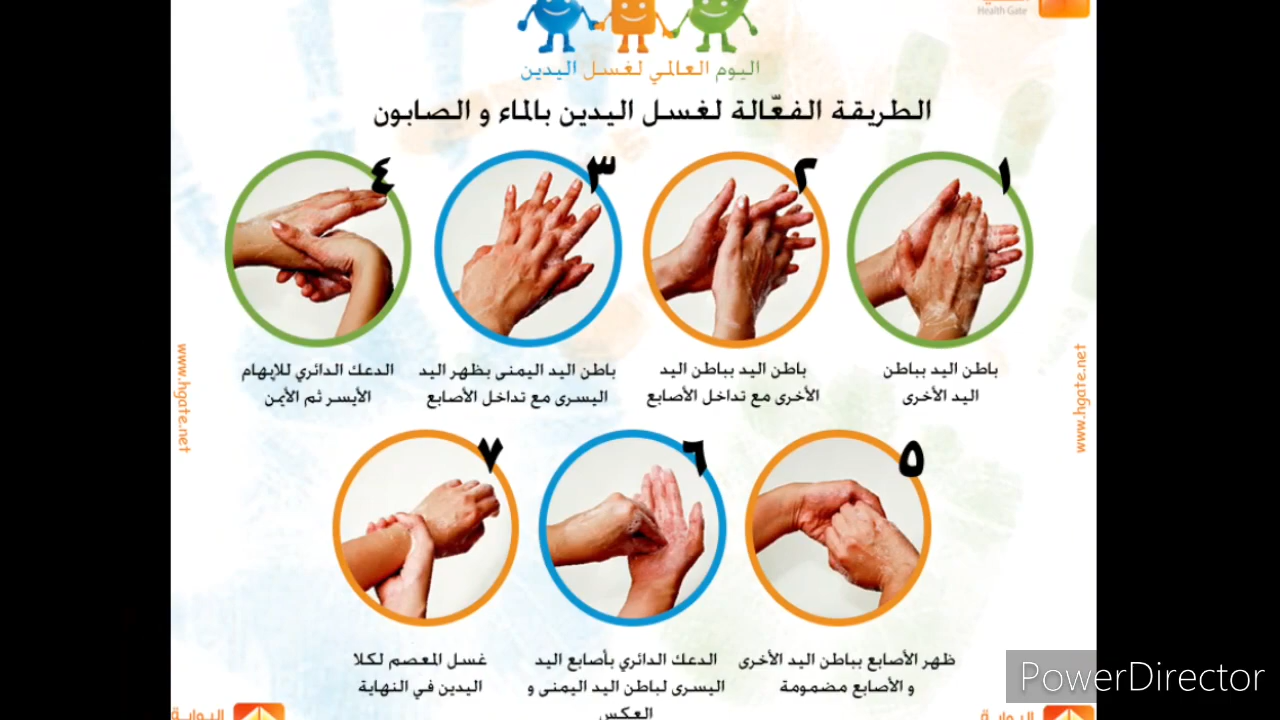 Health Gate
اليوم العالمي لغسل اليدين
الطريقة الفعّالة لغسل اليدين بالماء و الصابون
١
باطن اليد بباطن
اليد الأخرى
٢
باطن اليد بباطن اليد
الأخرى مع تداخل الأصابع
٣
باطن اليد اليمنى بظهر اليد
اليسرى مع تداخل الأصابع
٤
الدعك الدائري للإبهام
الأيسر ثم الأيمن
www.hgate.net
www.hgate.net
٥
ظهر الأصابع بباطن اليد الأخرى
و الأصابع مضمومة
٦
الدعك الدائري بأصابع اليد
اليسرى لباطن اليد اليمنى و
العكس
٧
غسل المعصم لكلا
اليدين في النهاية
البوابة
البوابة
PowerDirector